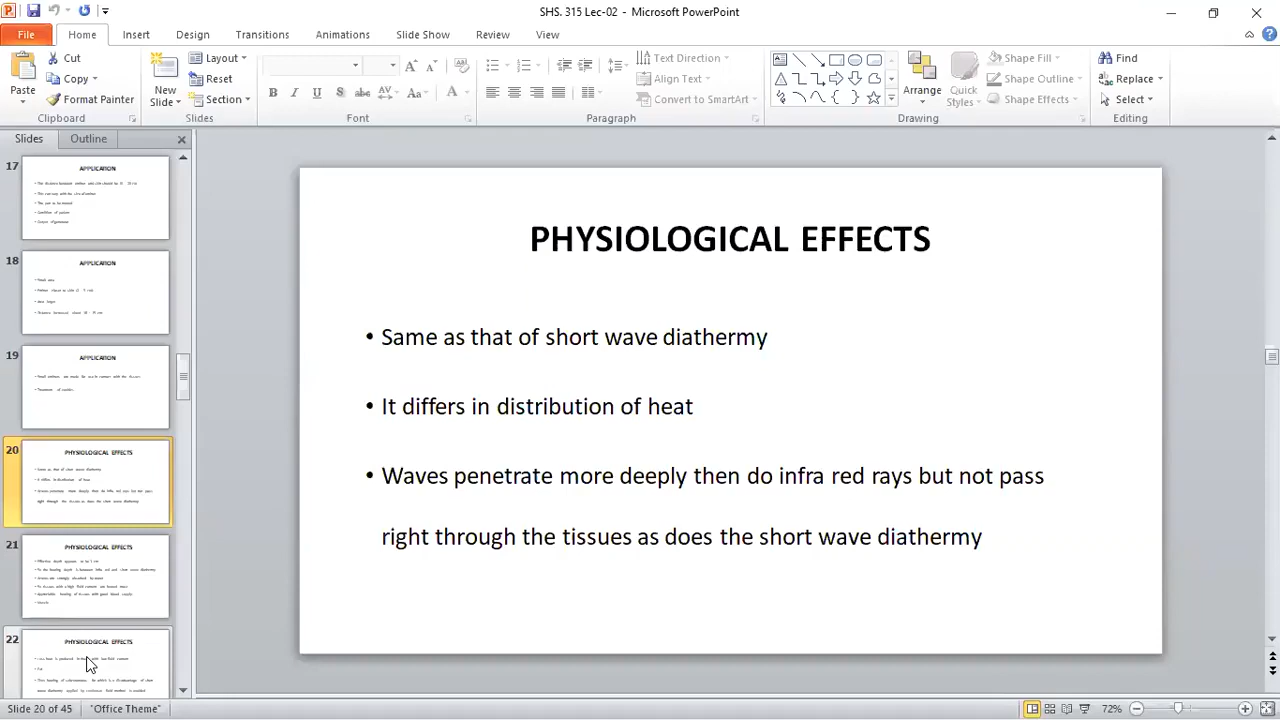 SHS. 315 Lec-02 - Microsoft PowerPoint
File Home Insert Design Transitions Animations Slide Show Review View
Paste Cut Copy Format Painter
New Slide Layout Reset Section
Text Direction Align Text Convert to SmartArt
Arrange Quick Styles Shape Fill Shape Outline Shape Effects
Find Replace Select
Clipboard Slides Font Paragraph Drawing Editing
Slides Outline
17
APPLICATION
18
APPLICATION
19
APPLICATION
20
PHYSIOLOGICAL EFFECTS
21
PHYSIOLOGICAL EFFECTS
22
PHYSIOLOGICAL EFFECTS
PHYSIOLOGICAL EFFECTS
• Same as that of short wave diathermy
• It differs in distribution of heat
• Waves penetrate more deeply then do infra red rays but not pass
right through the tissues as does the short wave diathermy
Slide 20 of 45 "Office Theme" 72%